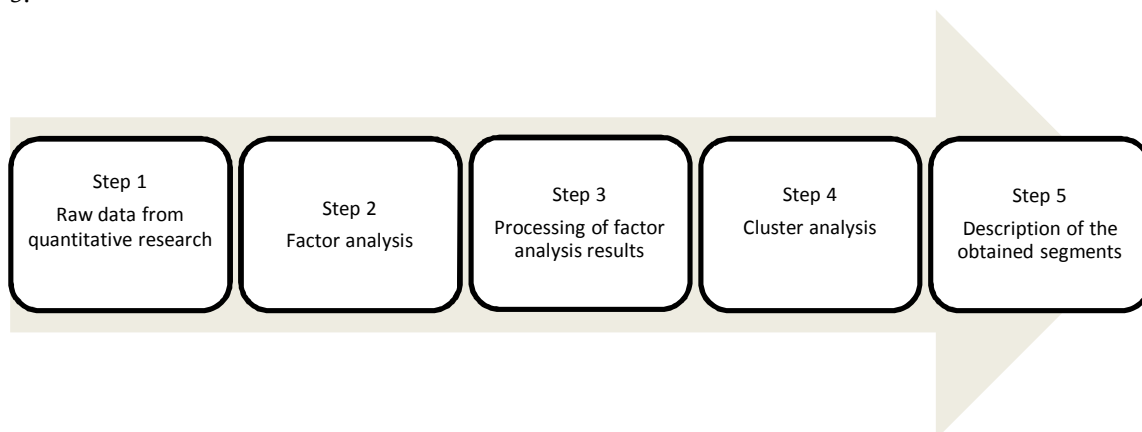 Step 1
Raw data from
quantitative research
Step 2
Factor analysis
Step 3
Processing of factor
analysis results
Step 4
Cluster analysis
Step 5
Description of the
obtained segments